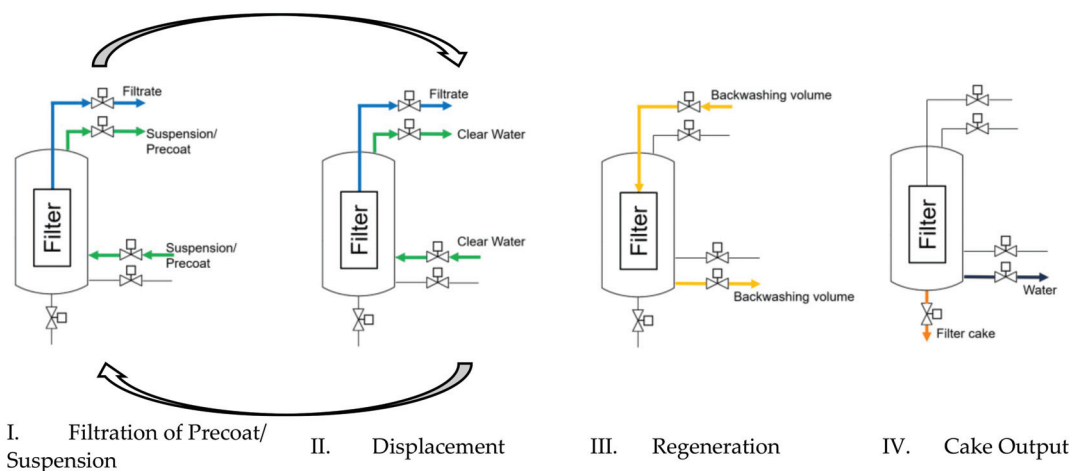 Filtrate
Suspension/
Precoat
Filter
Suspension/
Precoat
Filtrate
Clear Water
Filter
Clear Water
Backwashing volume
Filter
Backwashing volume
Filter
Water
Filter cake
I. Filtration of Precoat/
Suspension
II. Displacement
III. Regeneration
IV. Cake Output